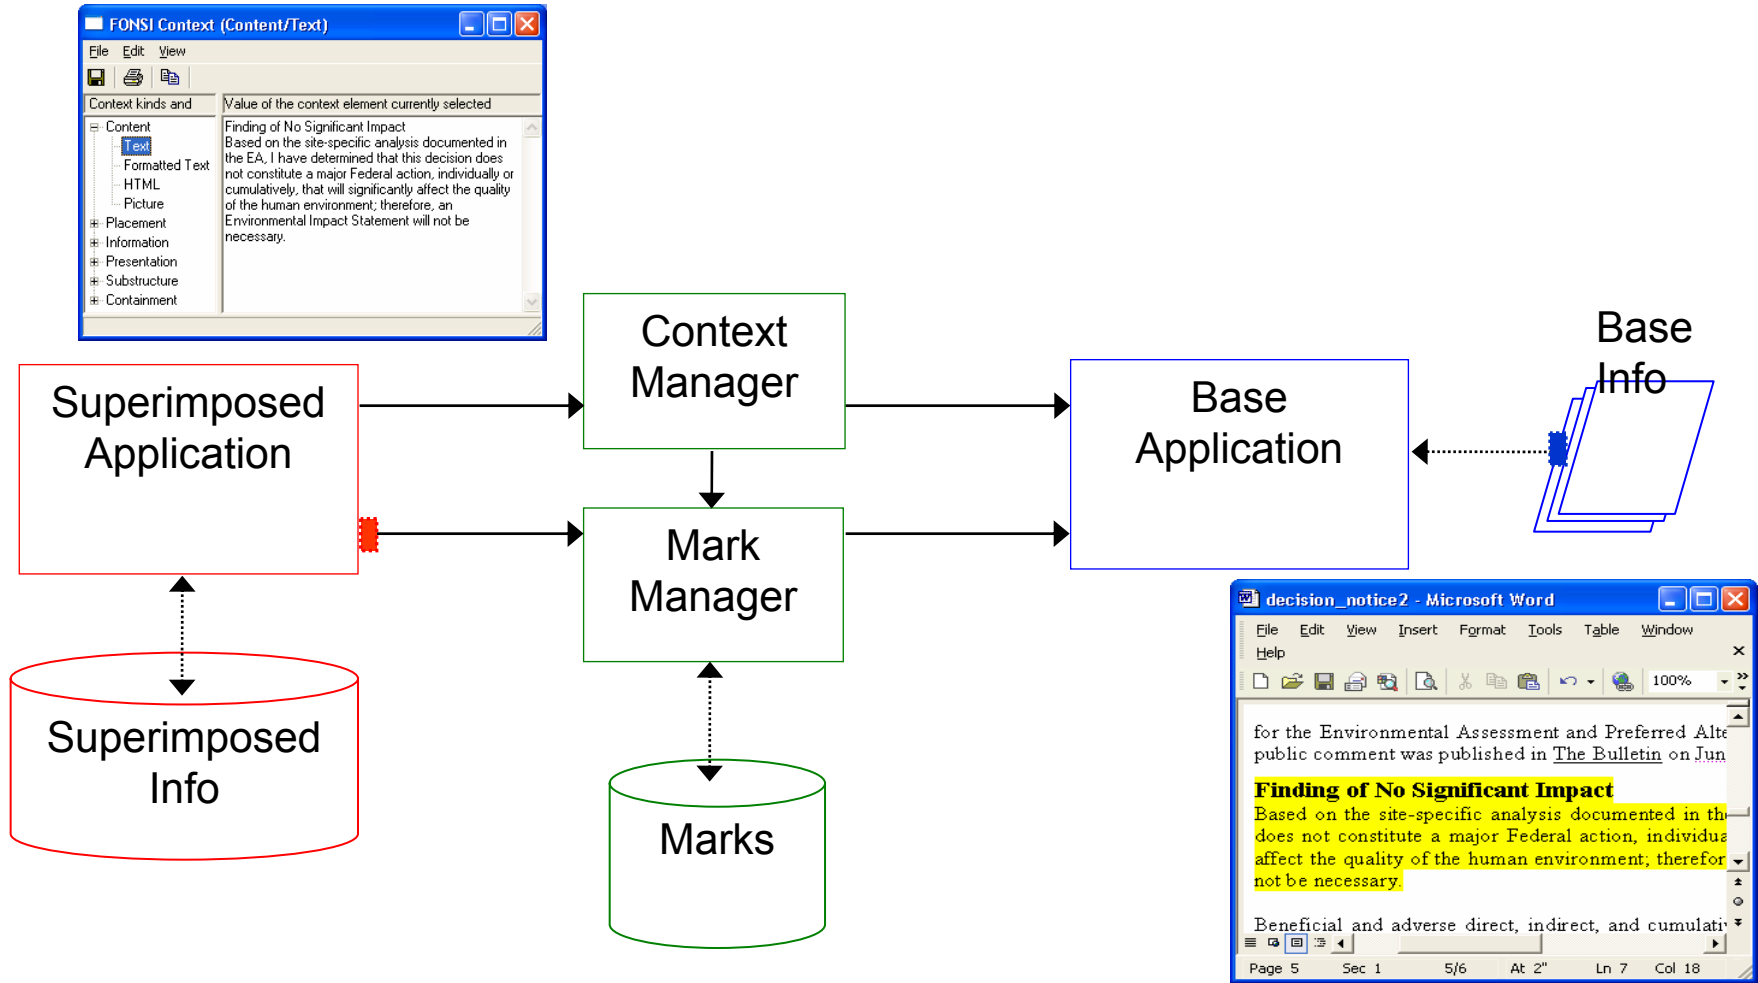 FONSI Context (Content/Text)
File Edit View
Context kinds and
Value of the context element currently selected
Content
Text
Formatted Text
HTML
Picture
Placement
Information
Presentation
Substructure
Containment
Finding of No Significant Impact
Based on the site-specific analysis documented in
the EA, I have determined that this decision does
not constitute a major Federal action, individually or
cumulatively, that will significantly affect the quality
of the human environment; therefore, an
Environmental Impact Statement will not be
necessary.
Superimposed
Application
Context
Manager
Base
Application
Base
Info
Mark
Manager
Superimposed
Info
Marks
decision_notice2 - Microsoft Word
File Edit View Insert Format Tools Table Window
Help
100%
for the Environmental Assessment and Preferred Alte
public comment was published in The Bulletin on Jun
Finding of No Significant Impact
Based on the site-specific analysis documented in the
does not constitute a major Federal action, individua
affect the quality of the human environment; therefor
not be necessary.
Beneficial and adverse direct, indirect, and cumulativ
Page 5 Sec 1 5/6 At 2" Ln 7 Col 18